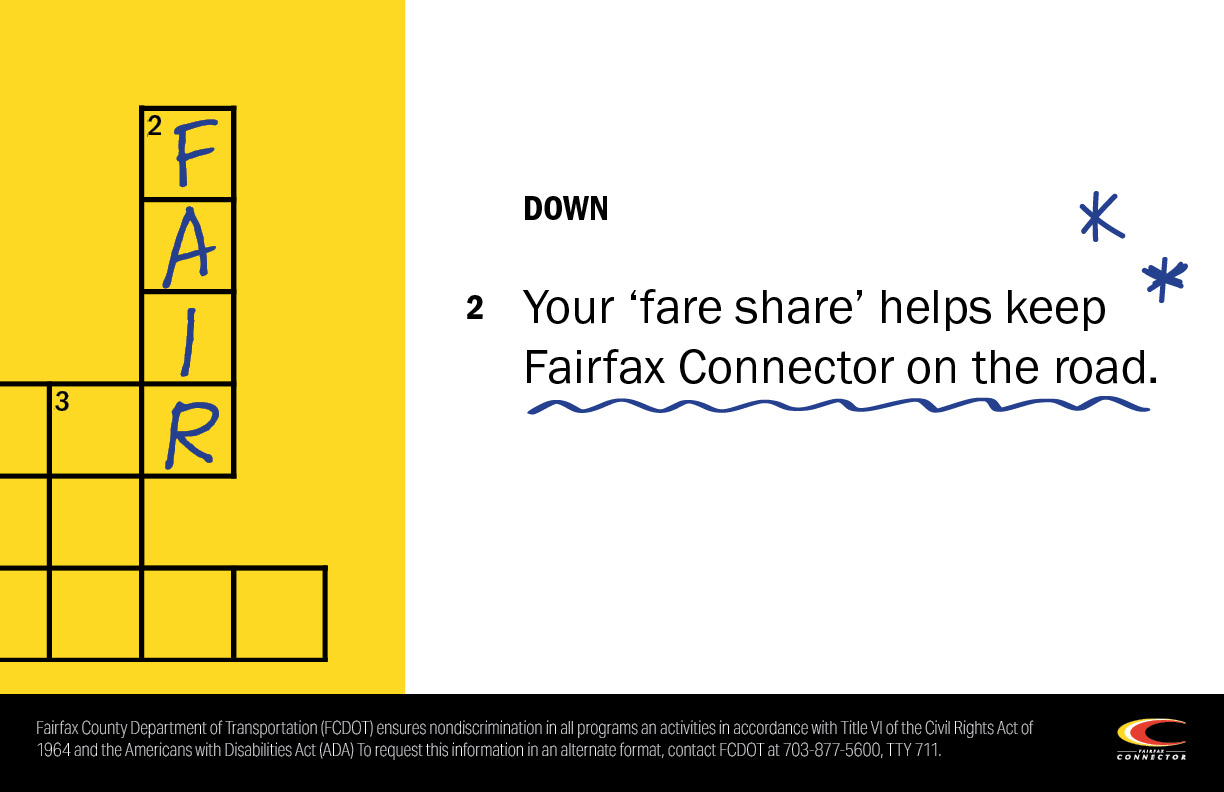 2
F
A
I
R
3
DOWN
2 Your ‘fare share’ helps keep
Fairfax Connector on the road.
Fairfax County Department of Transportation (FCDOT) ensures nondiscrimination in all programs an activities in accordance with Title VI of the Civil Rights Act of
1964 and the Americans with Disabilities Act (ADA) To request this information in an alternate format, contact FCDOT at 703-877-5600, TTY 711.
FAIRFAX
CONNECTOR